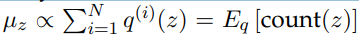 μ_z ∝ ∑_{i=1}^{N} q^{(i)}(z) = E_q [count(z)]